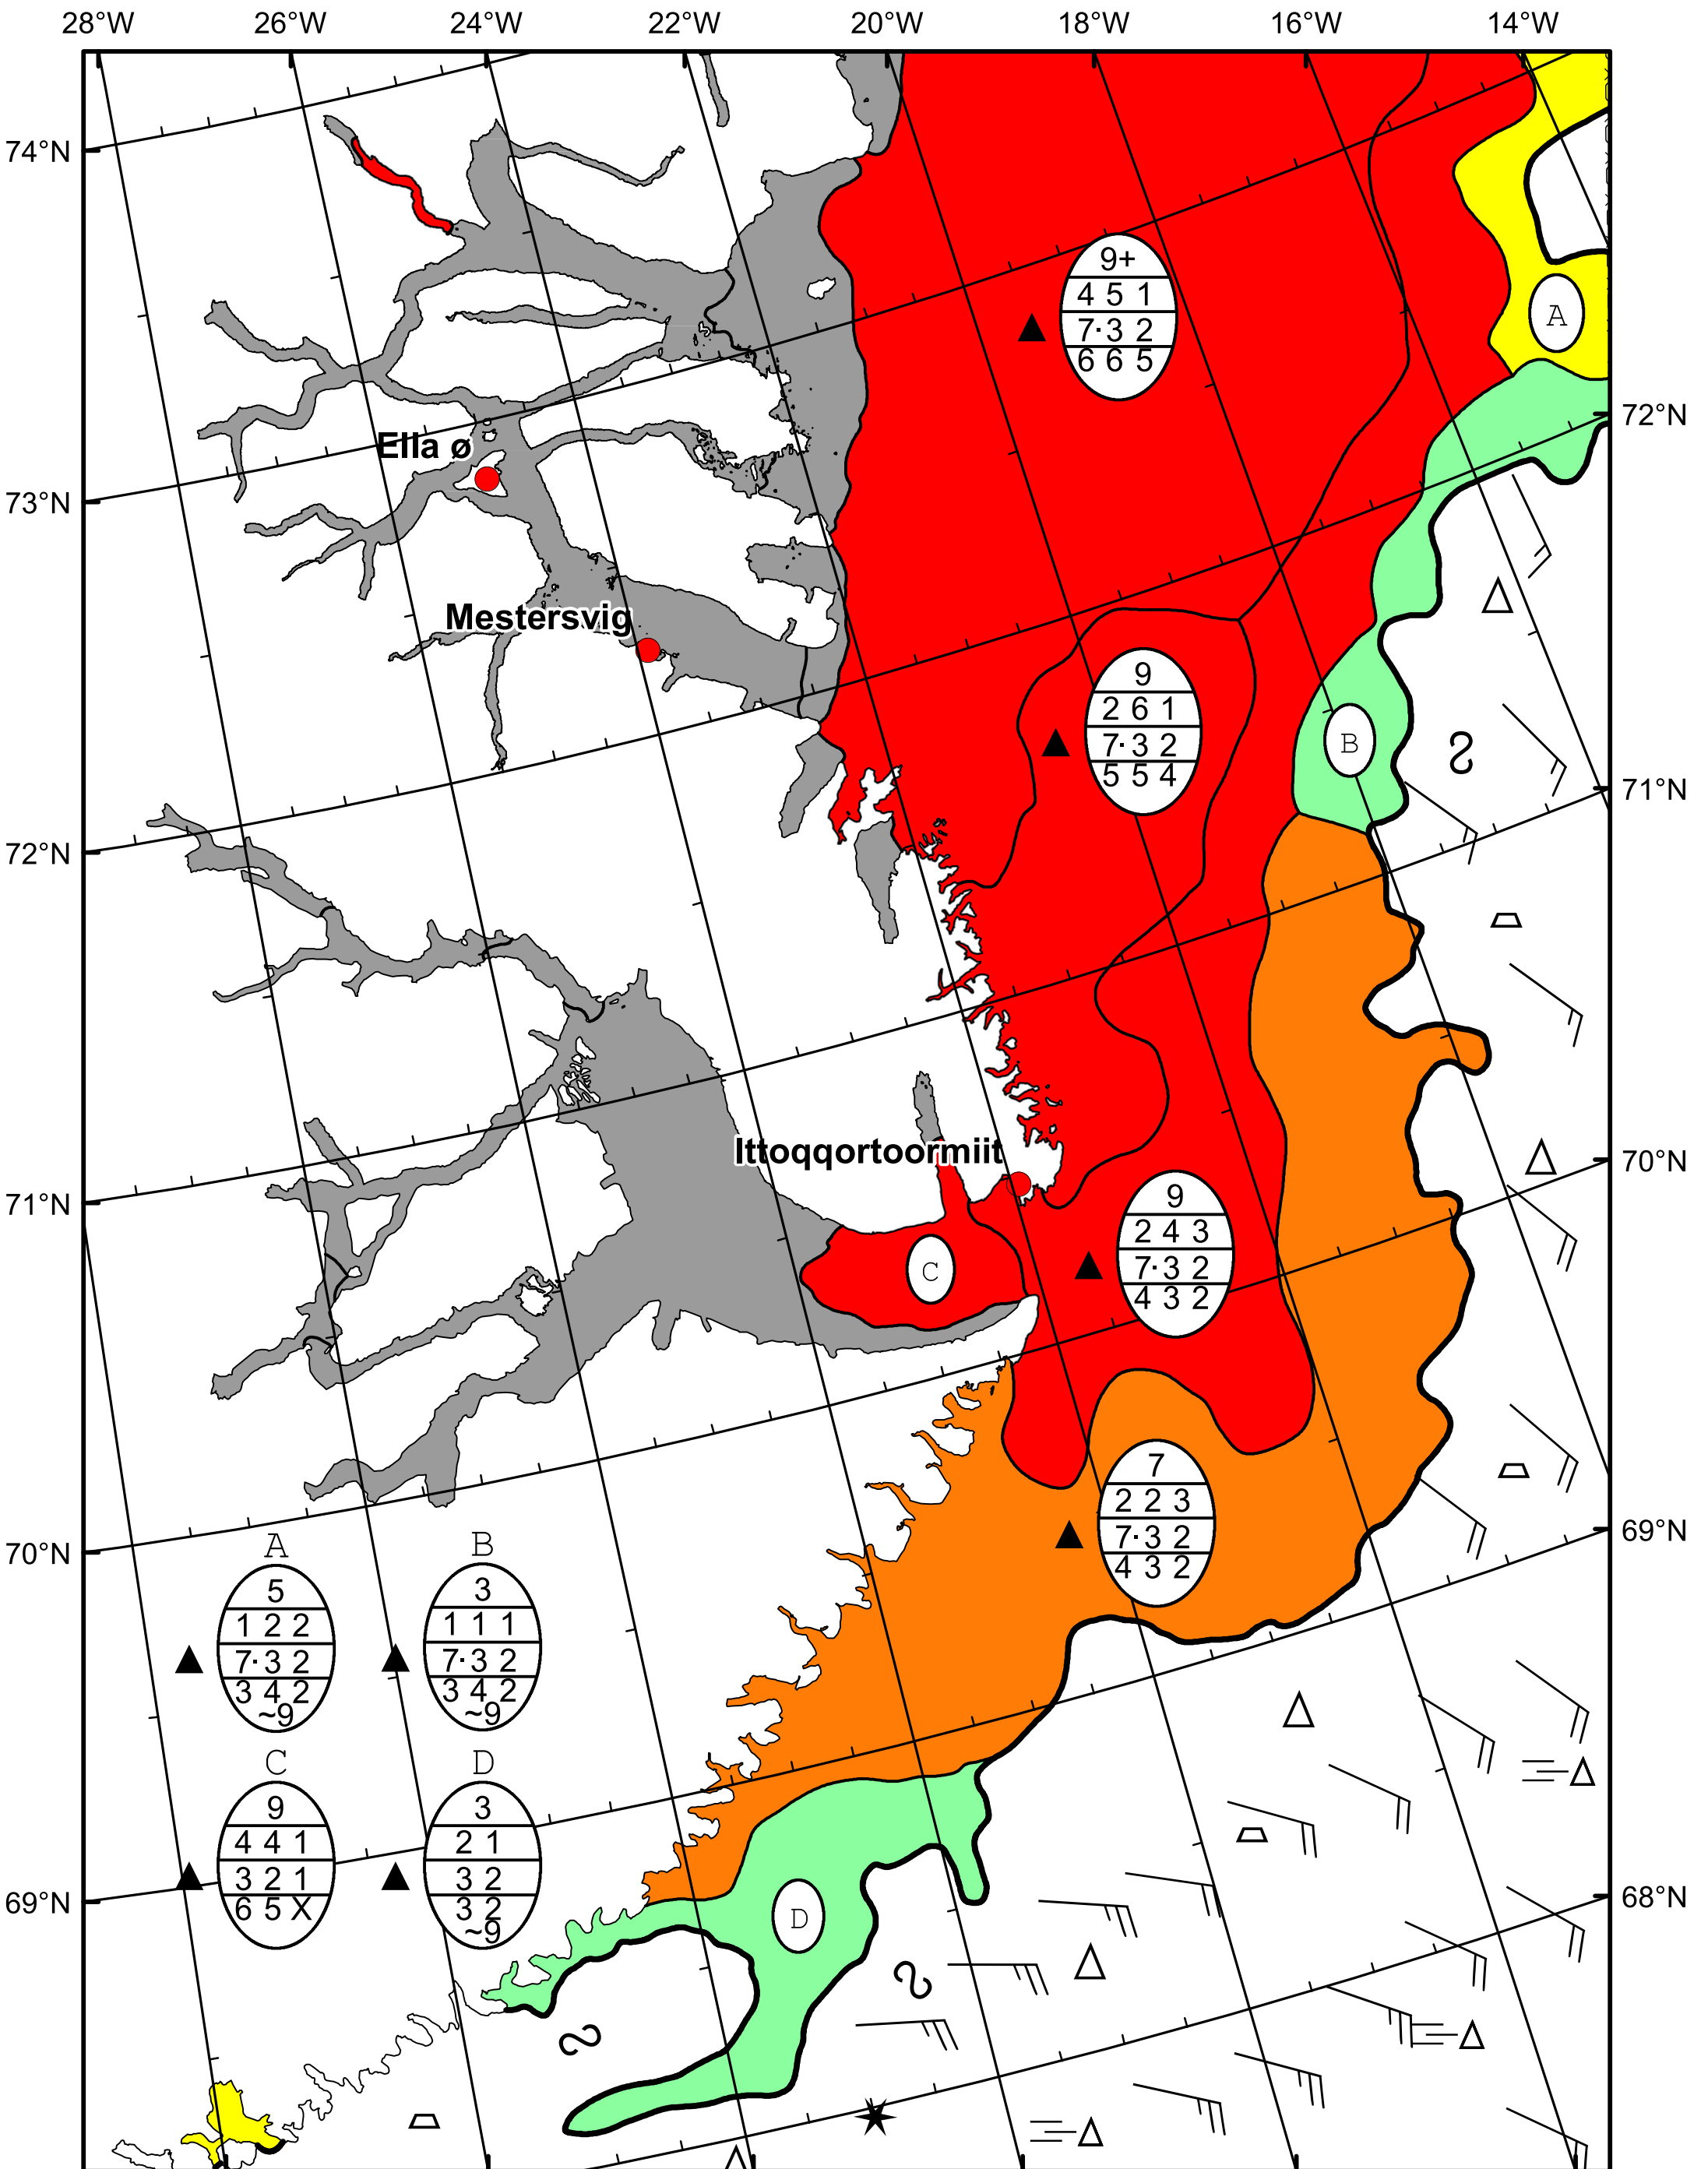 28°W 26°W 24°W 22°W 20°W 18°W 16°W 14°W
74°N
9+
4 5 1
7·3 2
6 6 5
A
72°N
Ella ø
73°N
Mestersvig
9
2 6 1
7·3 2
5 5 4
B
71°N
72°N
Ittoqqortoormiit
70°N
71°N
9
2 4 3
7·3 2
4 3 2
C
7
2 2 3
7·3 2
4 3 2
69°N
70°N
A
5
1 2 2
7·3 2
3 4 2
~9
B
3
1 1 1
7·3 2
3 4 2
~9
C
9
4 4 1
3 2 1
6 5 X
D
3
2 1
3 2
3 2
~9
69°N
D
68°N